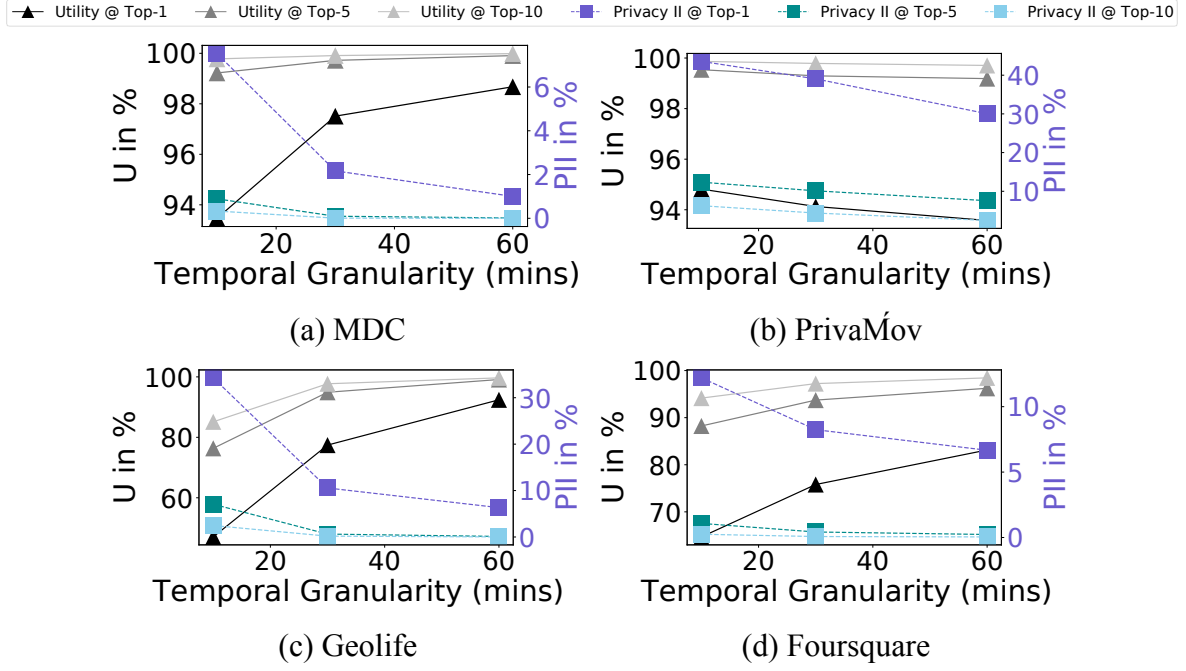 Utility @ Top-1 Utility @ Top-5 Utility @ Top-10 Privacy II @ Top-1 Privacy II @ Top-5 Privacy II @ Top-10
U in %
100
98
96
94
6
4
2
0
PII in %
20 40 60
Temporal Granularity (mins)
(a) MDC
U in %
100
98
96
94
40
30
20
10
PII in %
20 40 60
Temporal Granularity (mins)
(b) PrivaḾov
U in %
100
80
60
30
20
10
0
PII in %
20 40 60
Temporal Granularity (mins)
(c) Geolife
U in %
100
90
80
70
10
5
0
PII in %
20 40 60
Temporal Granularity (mins)
(d) Foursquare